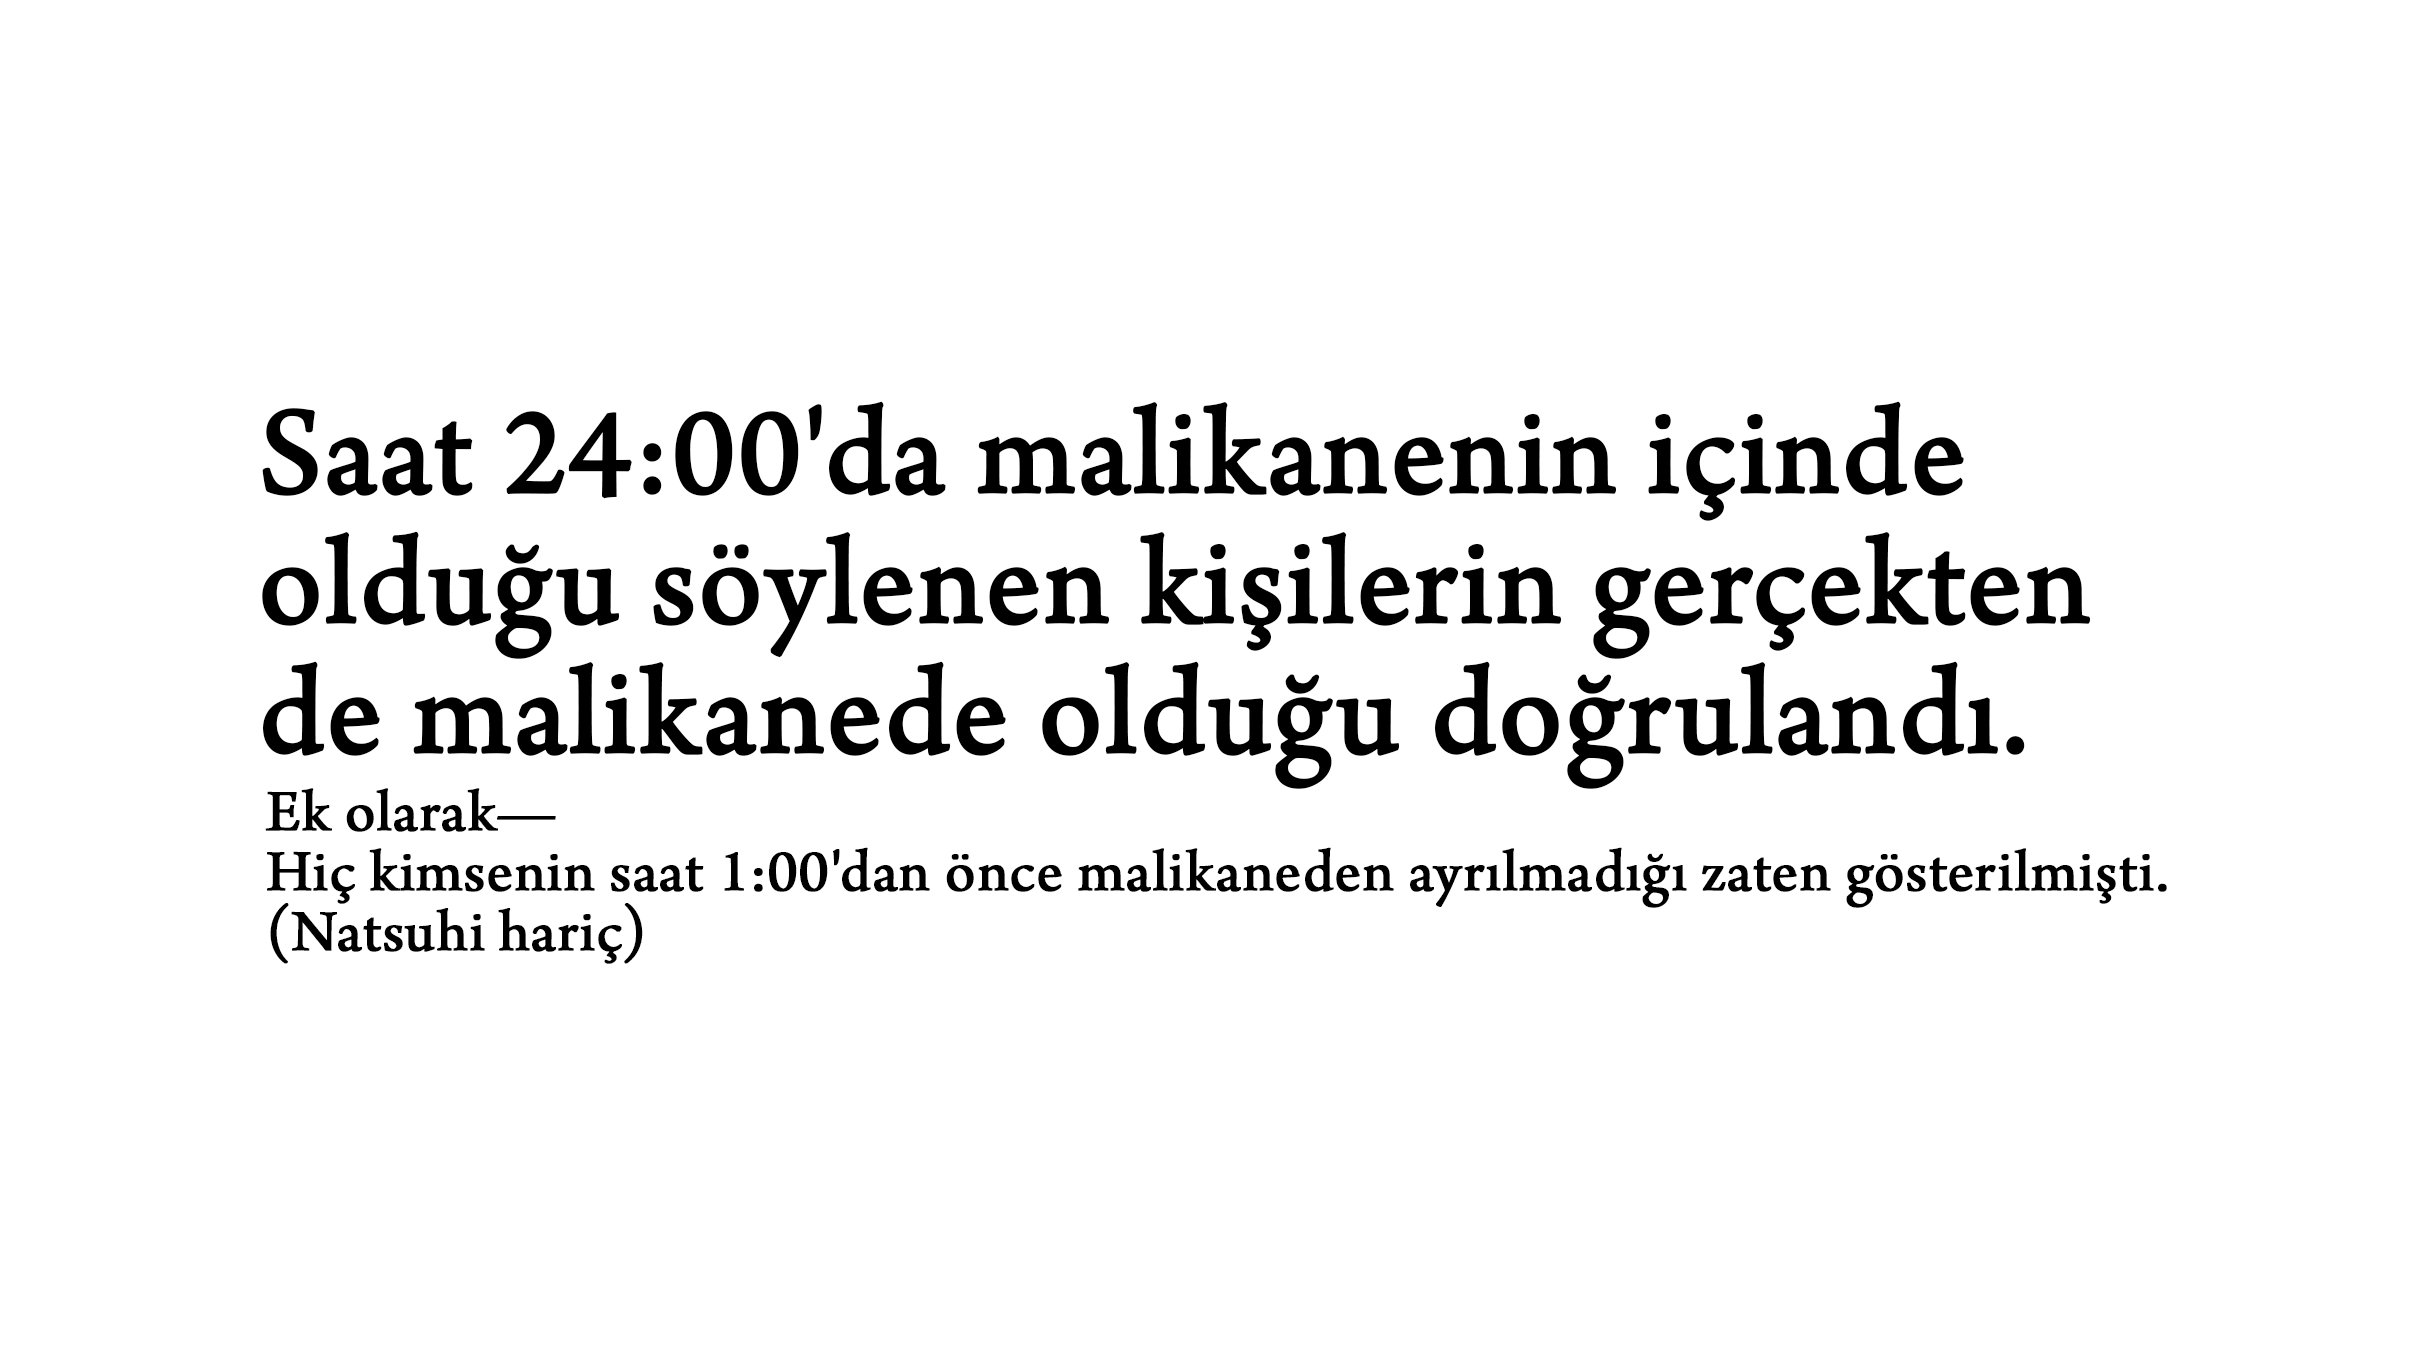 Saat 24:00'da malikanenin içinde
olduğu söylenen kişilerin gerçekten
de malikanede olduğu doğrulandı.
Ek olarak—
Hiç kimsenin saat 1:00'dan önce malikaneden ayrılmadığı zaten gösterilmişti.
(Natsuhi hariç)